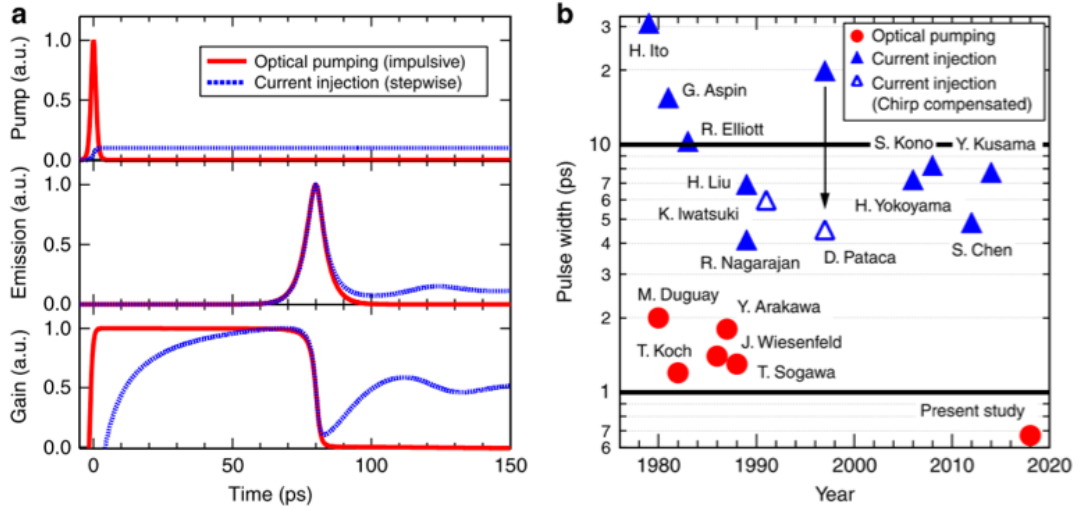 a
Pump (a.u.)
1.0
0.5
0.0
Optical pumping (impulsive)
Current injection (stepwise)
Emission (a.u.)
1.0
0.5
0.0
Gain (a.u.)
1.0
0.5
0.0
0
50
100
150
Time (ps)
b
Pulse width (ps)
3
2
10
7
6
5
4
3
2
1
7
6
Optical pumping
Current injection
Current injection
(Chirp compensated)
H. Ito
G. Aspin
R. Elliott
S. Kono
Y. Kusama
H. Liu
K. Iwatsuki
H. Yokoyama
R. Nagarajan
D. Pataca
S. Chen
M. Duguay
Y. Arakawa
T. Koch
J. Wiesenfeld
T. Sogawa
Present study
1980
1990
2000
2010
2020
Year